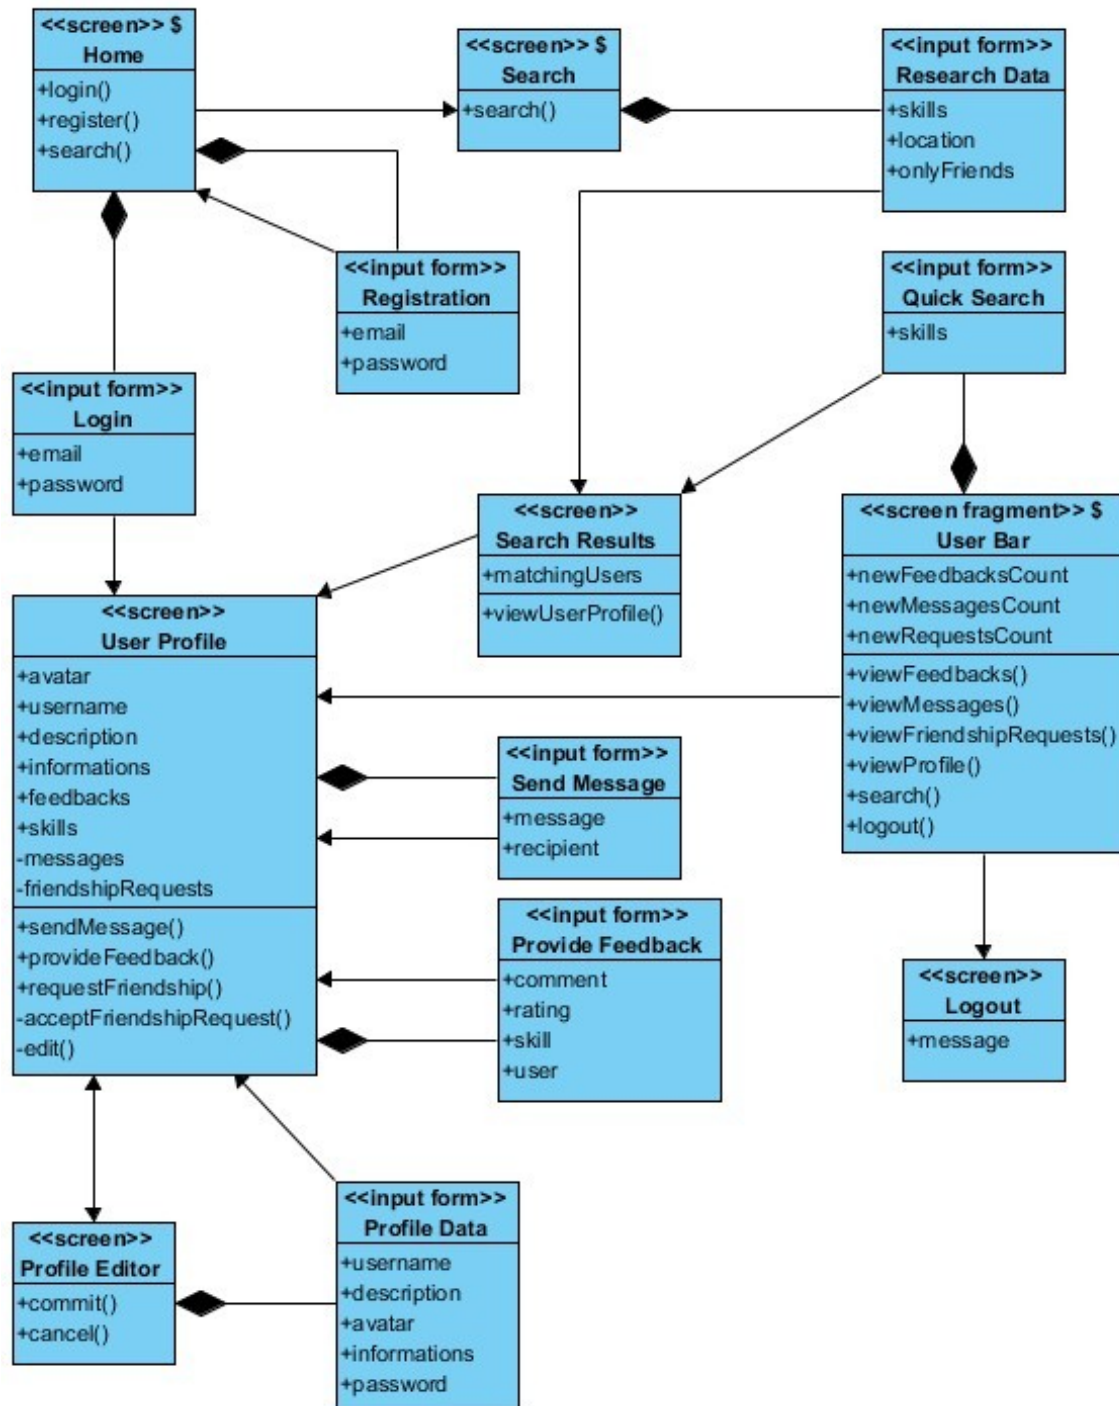 <<screen>> $
Home
+login()
+register()
+search()
<<screen>> $
Search
+search()
<<input form>>
Research Data
+skills
+location
+onlyFriends
<<input form>>
Registration
+email
+password
<<input form>>
Quick Search
+skills
<<input form>>
Login
+email
+password
<<screen>>
Search Results
+matchingUsers
+viewUserProfile()
<<screen fragment>> $
User Bar
+newFeedbacksCount
+newMessagesCount
+newRequestsCount
+viewFeedbacks()
+viewMessages()
+viewFriendshipRequests()
+viewProfile()
+search()
+logout()
<<screen>>
User Profile
+avatar
+username
+description
+informations
+feedbacks
+skills
-messages
-friendshipRequests
+sendMessage()
+provideFeedback()
+requestFriendship()
-acceptFriendshipRequest()
-edit()
<<input form>>
Send Message
+message
+recipient
<<input form>>
Provide Feedback
+comment
+rating
+skill
+user
<<screen>>
Logout
+message
<<screen>>
Profile Editor
+commit()
+cancel()
<<input form>>
Profile Data
+username
+description
+avatar
+informations
+password